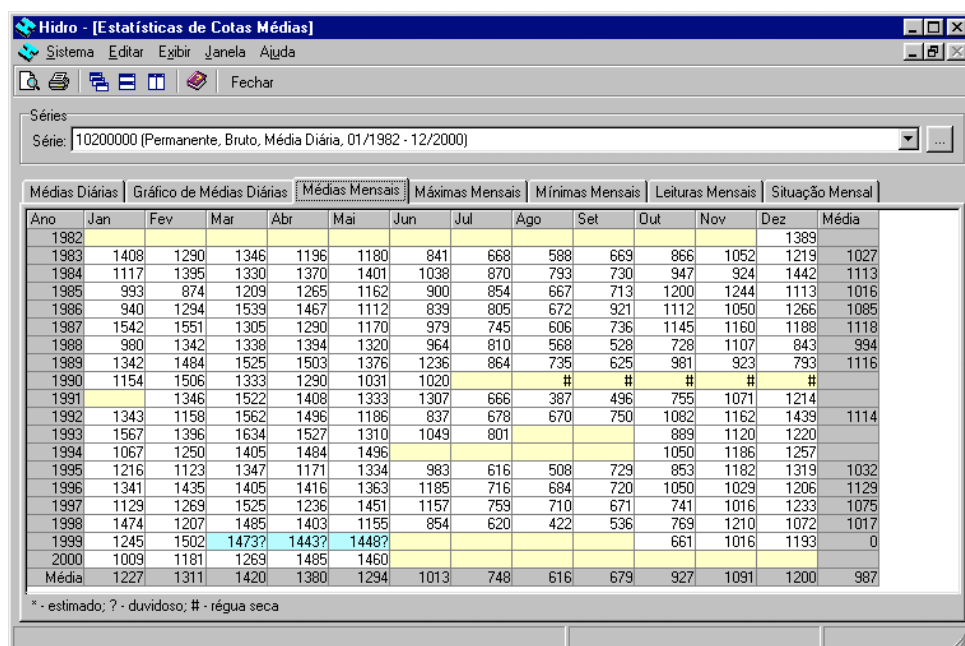 Hidro - [Estatísticas de Cotas Médias]
Sistema Editar Exibir Janela Ajuda
Fechar
Séries
Série: 10200000 (Permanente, Bruto, Média Diária, 01/1982 - 12/2000) ...
Médias Diárias Gráfico de Médias Diárias Médias Mensais Máximas Mensais Mínimas Mensais Leituras Mensais Situação Mensal
Ano Jan Fev Mar Abr Mai Jun Jul Ago Set Out Nov Dez Média
1982 1389
1983 1408 1290 1346 1196 1180 841 668 588 669 866 1052 1219 1027
1984 1117 1395 1330 1370 1401 1038 870 793 730 947 924 1442 1113
1985 993 874 1209 1265 1162 900 854 667 713 1200 1244 1113 1016
1986 940 1294 1539 1467 1112 839 805 672 921 1112 1050 1266 1085
1987 1542 1551 1305 1290 1170 979 745 606 736 1145 1160 1188 1118
1988 980 1342 1338 1394 1320 964 810 568 528 728 1107 843 994
1989 1342 1484 1525 1503 1376 1236 864 735 625 981 923 793 1116
1990 1154 1506 1333 1290 1031 1020 # # # # #
1991 1346 1522 1408 1333 1307 666 387 496 755 1071 1214
1992 1343 1158 1562 1496 1186 837 678 670 750 1082 1162 1439 1114
1993 1567 1396 1634 1527 1310 1049 801 889 1120 1220
1994 1067 1250 1405 1484 1496 1050 1186 1257
1995 1216 1123 1347 1171 1334 983 616 508 729 853 1182 1319 1032
1996 1341 1435 1405 1416 1363 1185 716 684 720 1050 1029 1206 1129
1997 1129 1269 1525 1236 1451 1157 759 710 671 741 1016 1233 1075
1998 1474 1207 1485 1403 1155 854 620 422 536 769 1210 1072 1017
1999 1245 1502 1473? 1443? 1448? 661 1016 1193 0
2000 1009 1181 1269 1485 1460
Média 1227 1311 1420 1380 1294 1013 748 616 679 927 1091 1200 987
* - estimado; ? - duvidoso; # - régua seca